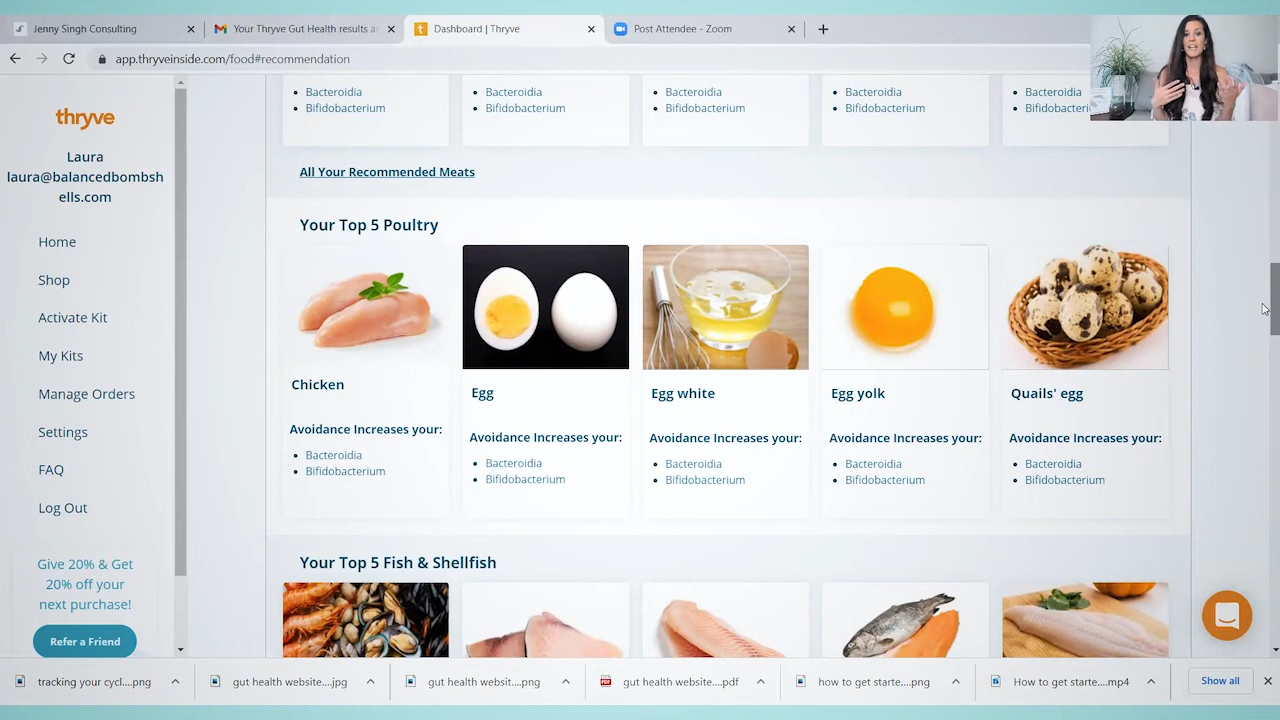 Jenny Singh Consulting
Your Thryve Gut Health results a
Dashboard | Thryve
Post Attendee - Zoom
app.thryveinside.com/food#recommendation
thryve
Laura
laura@balancedbombsh
ells.com
Home
Shop
Activate Kit
My Kits
Manage Orders
Settings
FAQ
Log Out
Give 20% & Get
20% off your
next purchase!
Refer a Friend
Bacteroidia
Bifidobacterium
Bacteroidia
Bifidobacterium
Bacteroidia
Bifidobacterium
Bacteroidia
Bifidobacterium
Bacteroidia
Bifidobacteri
All Your Recommended Meats
Your Top 5 Poultry
Chicken
Avoidance Increases your:
Bacteroidia
Bifidobacterium
Egg
Avoidance Increases your:
Bacteroidia
Bifidobacterium
Egg white
Avoidance Increases your:
Bacteroidia
Bifidobacterium
Egg yolk
Avoidance Increases your:
Bacteroidia
Bifidobacterium
Quails' egg
Avoidance Increases your:
Bacteroidia
Bifidobacterium
Your Top 5 Fish & Shellfish
tracking your cycl....png
gut health website....jpg
gut health websit....png
gut health website....pdf
how to get starte....png
How to get starte....mp4
Show all